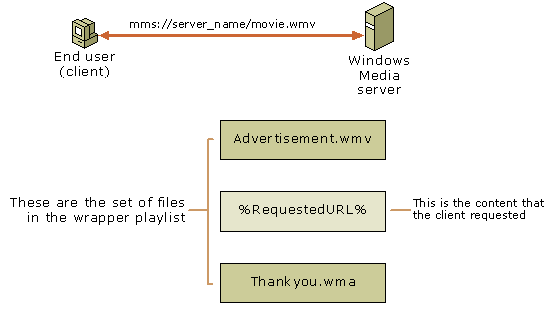 mms://server_name/movie.wmv
End user
(client)
Windows
Media
server
Advertisement.wmv
These are the set of files
in the wrapper playlist
%RequestedURL%
This is the content that
the client requested
Thankyou.wma